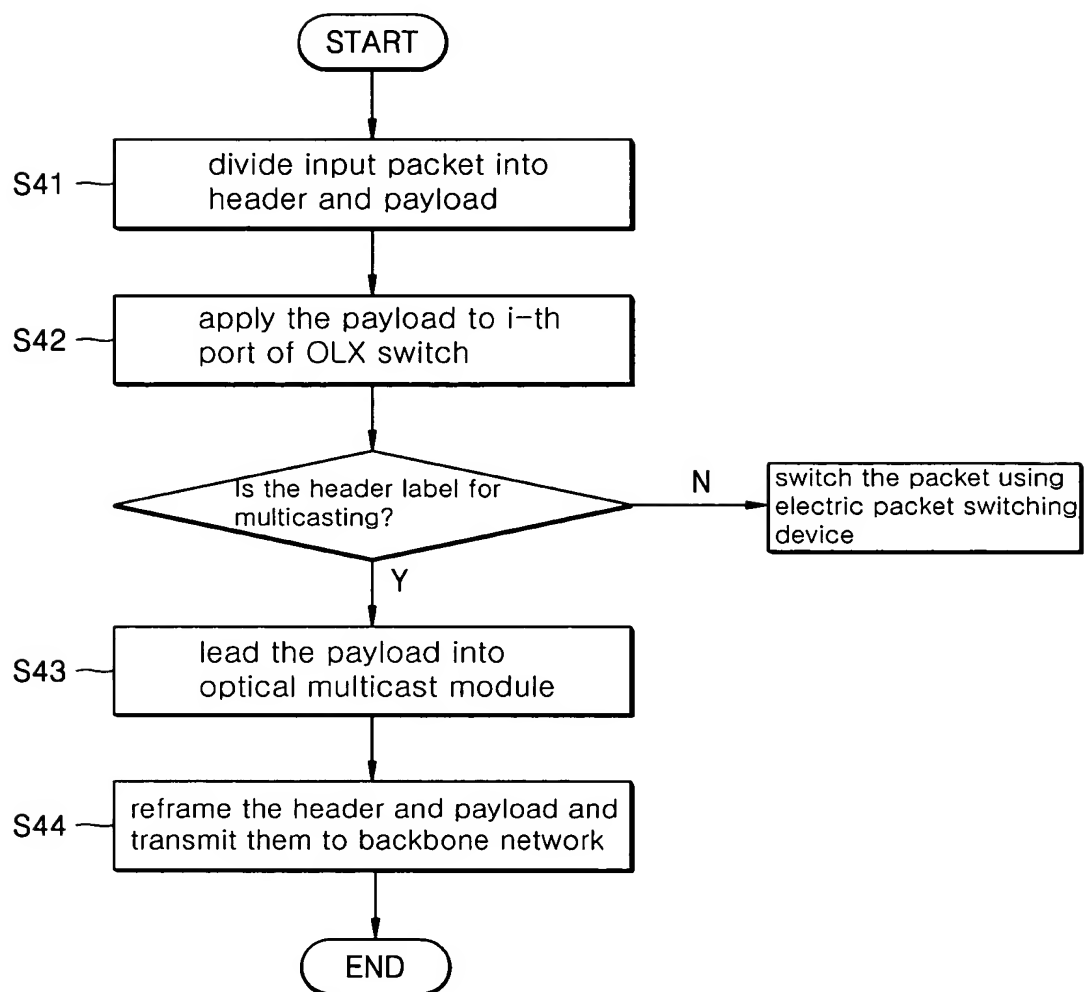 START
S41
divide input packet into
header and payload
S42
apply the payload to i-th
port of OLX switch
Is the header label for
multicasting?
N
switch the packet using
electric packet switching
device
Y
S43
lead the payload into
optical multicast module
S44
reframe the header and payload and
transmit them to backbone network
END